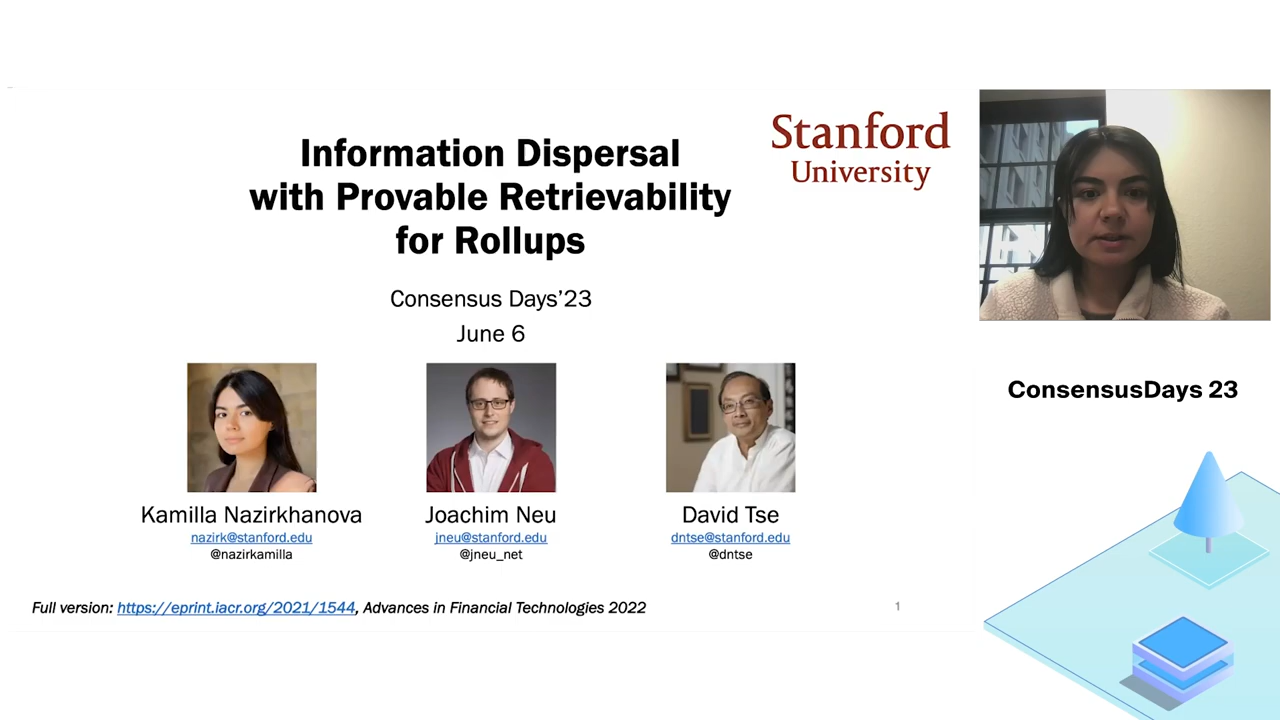 Information Dispersal
with Provable Retrievability
for Rollups
Stanford
University
Consensus Days’23
June 6
Kamilla Nazirkhanova
nazirk@stanford.edu
@nazirkamilla
Joachim Neu
jneu@stanford.edu
@jneu_net
David Tse
dntse@stanford.edu
@dntse
Full version: https://eprint.iacr.org/2021/1544, Advances in Financial Technologies 2022
1
ConsensusDays 23